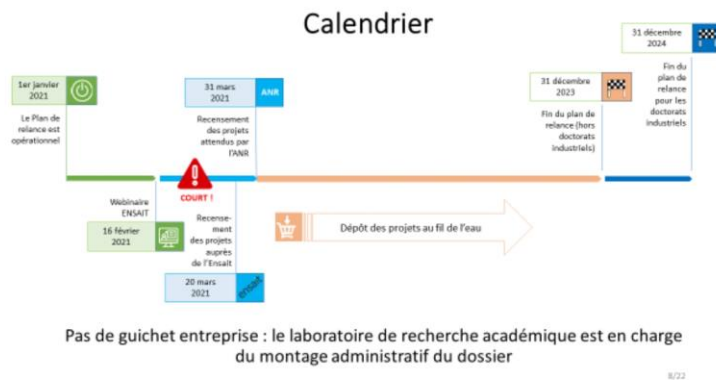 Calendrier
1er janvier
2021
Le Plan de
relance est
opérationnel
31 mars
2021
ANR
Recensement
des projets
attendus par
l'ANR
31 décembre
2023
Fin du plan de
relance (hors
doctorats
industriels)
31 décembre
2024
Fin du
plan de
relance
pour les
doctorats
industriels
COURT !
Webinaire
ENSAIT
16 février
2021
Recense-
ment
des projets
auprès
de l'Ensait
20 mars
2021
ensait
Dépôt des projets au fil de l'eau
Pas de guichet entreprise : le laboratoire de recherche académique est en charge
du montage administratif du dossier
8/22